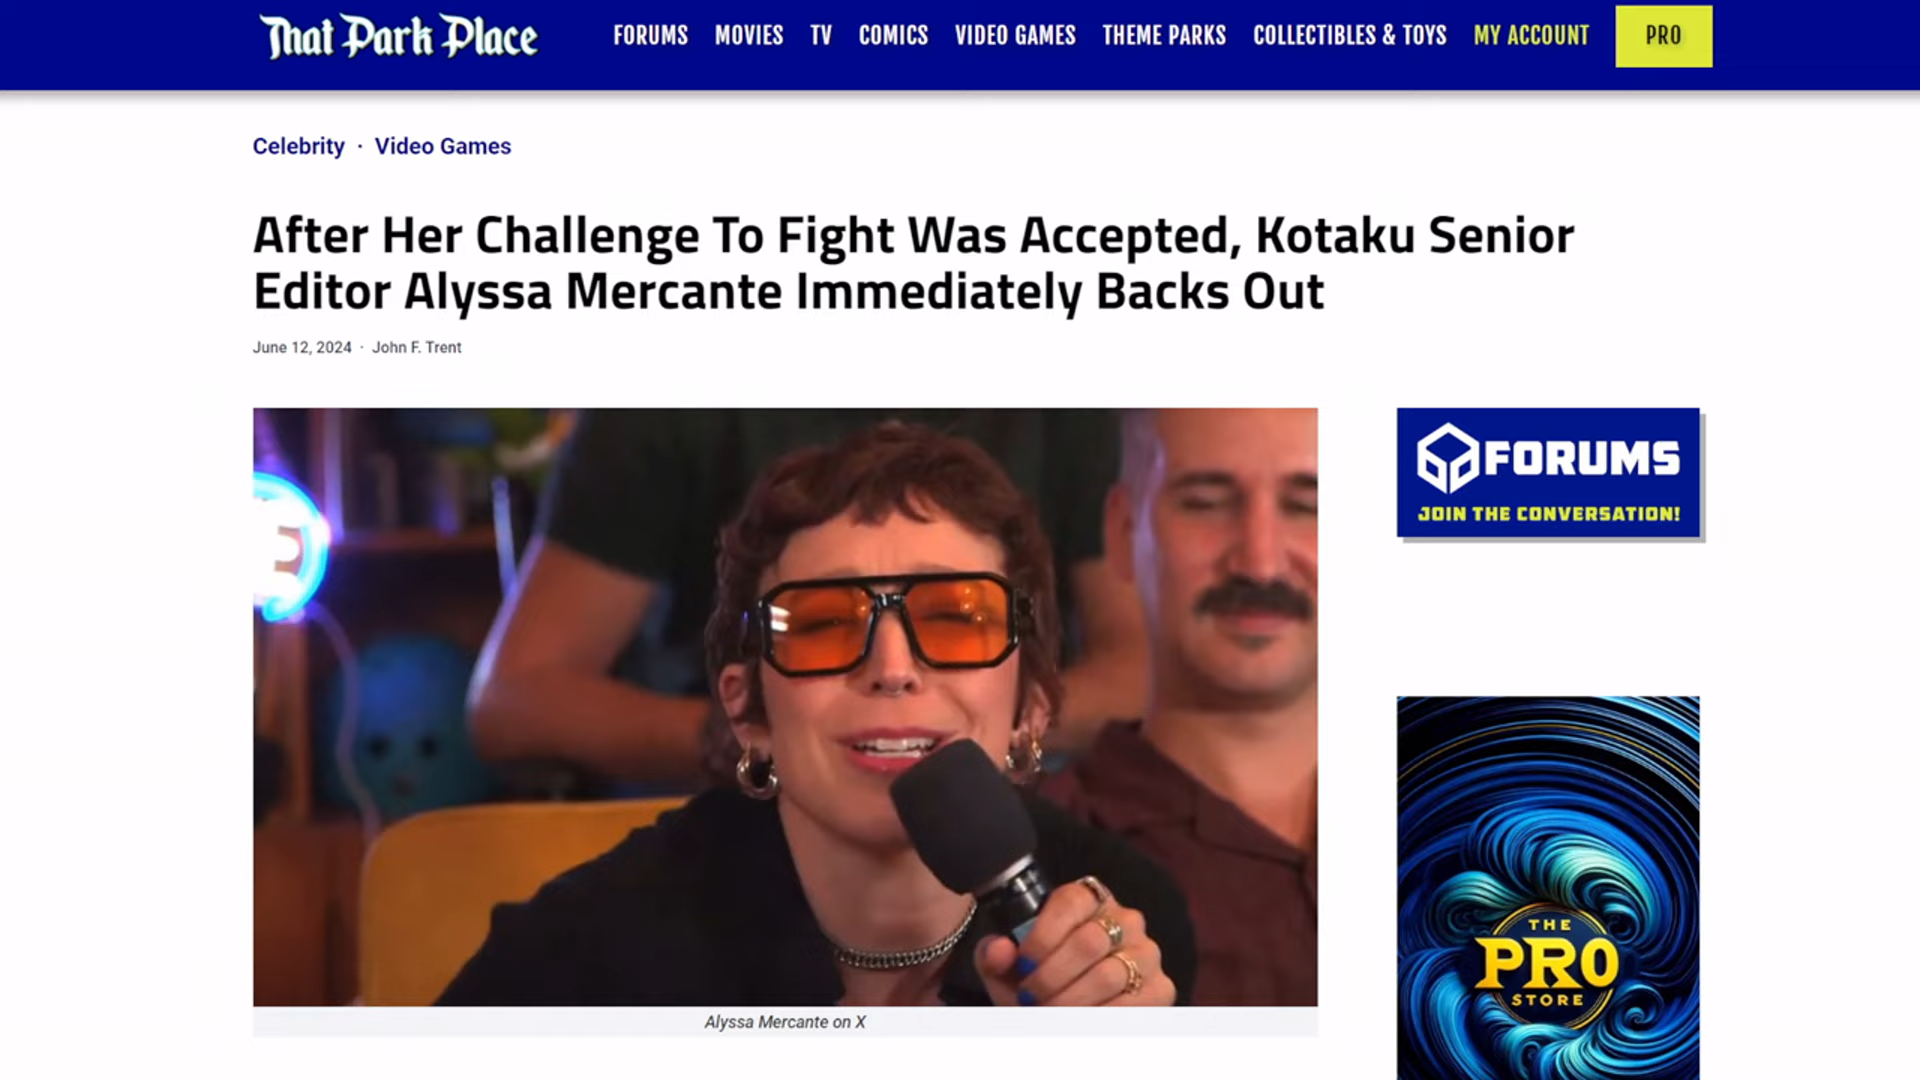 That Park Place
FORUMS MOVIES TV COMICS VIDEO GAMES THEME PARKS COLLECTIBLES & TOYS MY ACCOUNT PRO
Celebrity · Video Games
After Her Challenge To Fight Was Accepted, Kotaku Senior
Editor Alyssa Mercante Immediately Backs Out
June 12, 2024 · John F. Trent
FORUMS
JOIN THE CONVERSATION!
THE
PRO
STORE
Alyssa Mercante on X